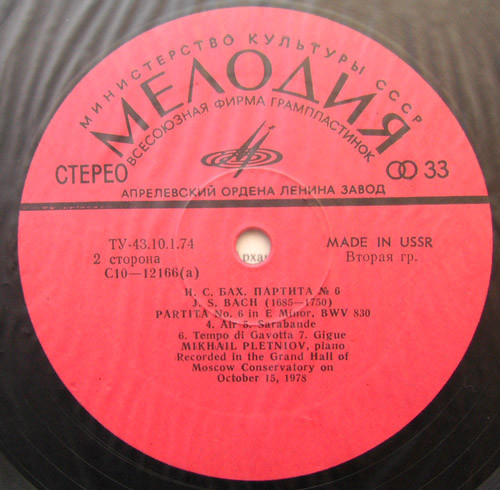 МИНИСТЕРСТВО КУЛЬТУРЫ СССР
МЕЛОДИЯ
ВСЕСОЮЗНАЯ ФИРМА ГРАМПЛАСТИНОК
СТЕРЕО 33
АПРЕЛЕВСКИЙ ОРДЕНА ЛЕНИНА ЗАВОД
ТУ-43.10.1.74 MADE IN USSR
2 сторона Вторая гр.
С10—12166(а)
И. С. БАХ. ПАРТИТА № 6
J. S. BACH (1685—1750)
PARTITA No. 6 in E Minor, BWV 830
4. Air 5. Sarabande
6. Tempo di Gavotta 7. Gigue
MIKHAIL PLETNIOV, piano
Recorded in the Grand Hall of
Moscow Conservatory on
October 15, 1978